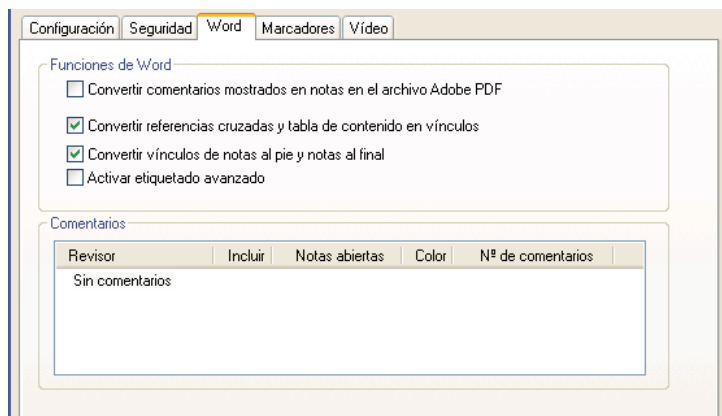 Configuración Seguridad Word Marcadores Vídeo
Funciones de Word
Convertir comentarios mostrados en notas en el archivo Adobe PDF
Convertir referencias cruzadas y tabla de contenido en vínculos
Convertir vínculos de notas al pie y notas al final
Activar etiquetado avanzado
Comentarios
Revisor Incluir Notas abiertas Color Nº de comentarios
Sin comentarios